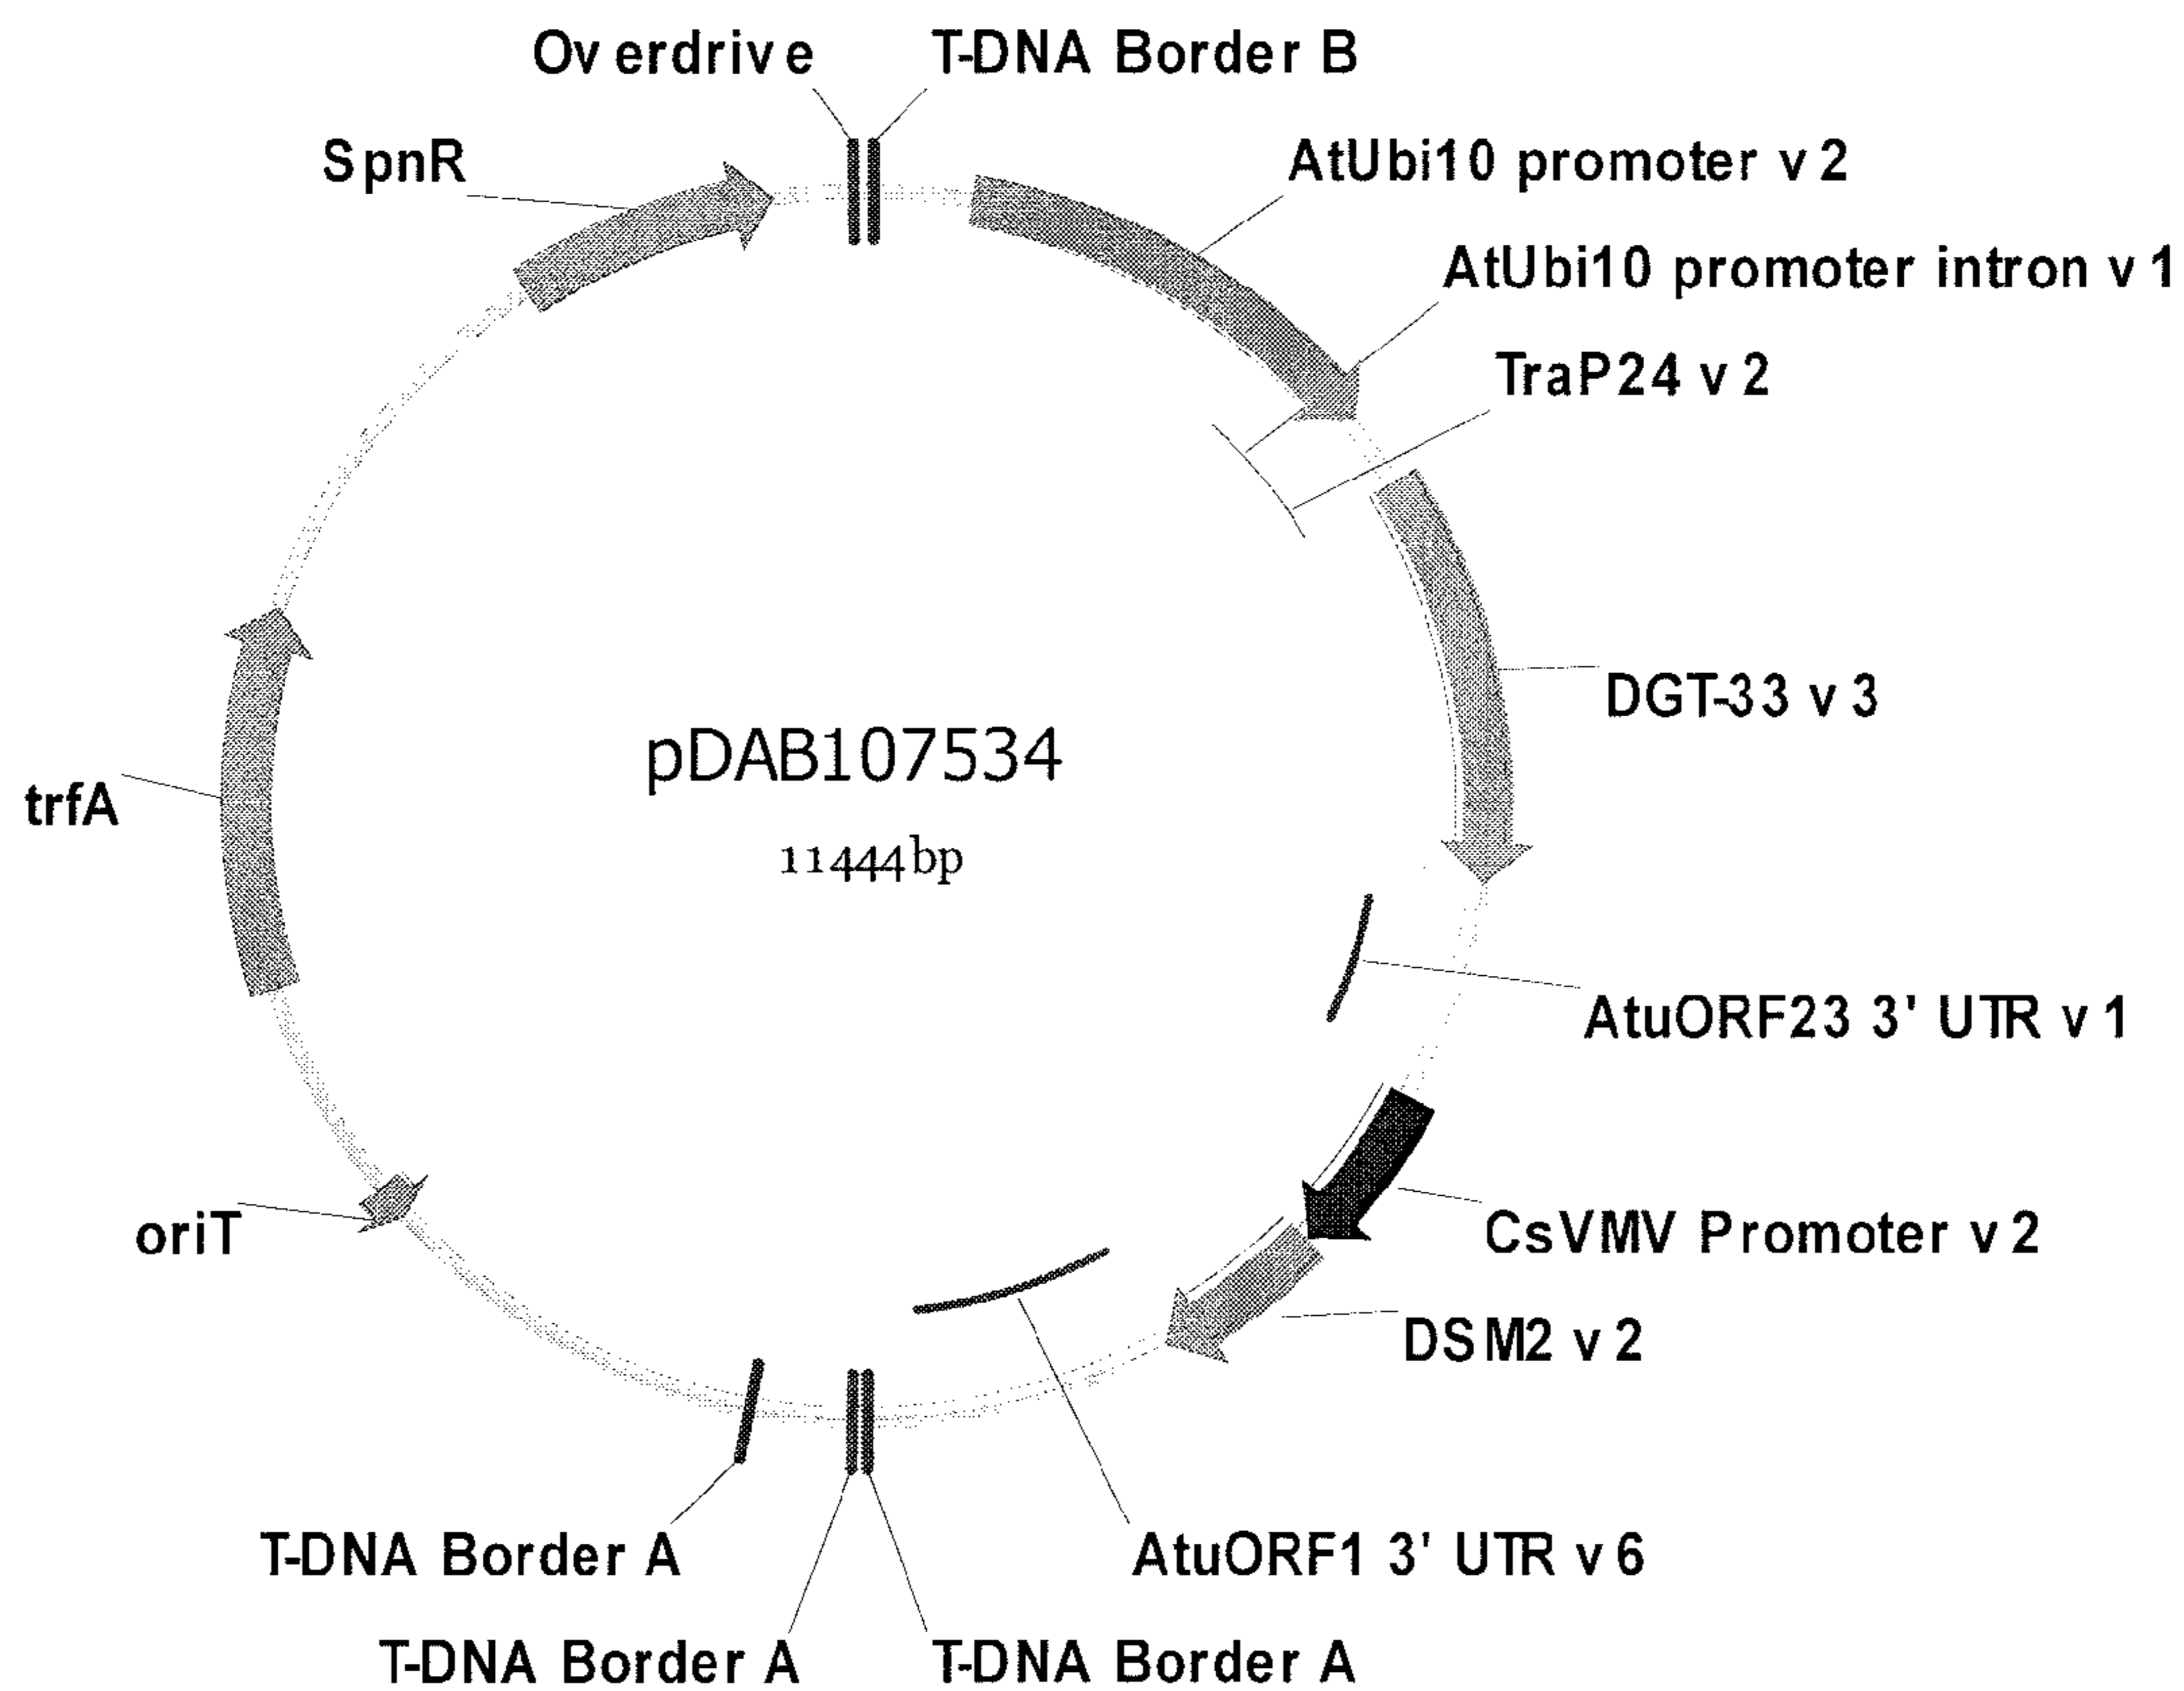 Overdrive
T-DNA Border B
SpnR
AtUbi10 promoter v2
AtUbi10 promoter intron v1
TraP24 v2
DGT-33 v3
pDAB107534
trfA
11444bp
AtuORF23 3' UTR v1
oriT
CsVMV Promoter v2
DSM2 v2
T-DNA Border A
AtuORF1 3' UTR v6
T-DNA Border A
T-DNA Border A